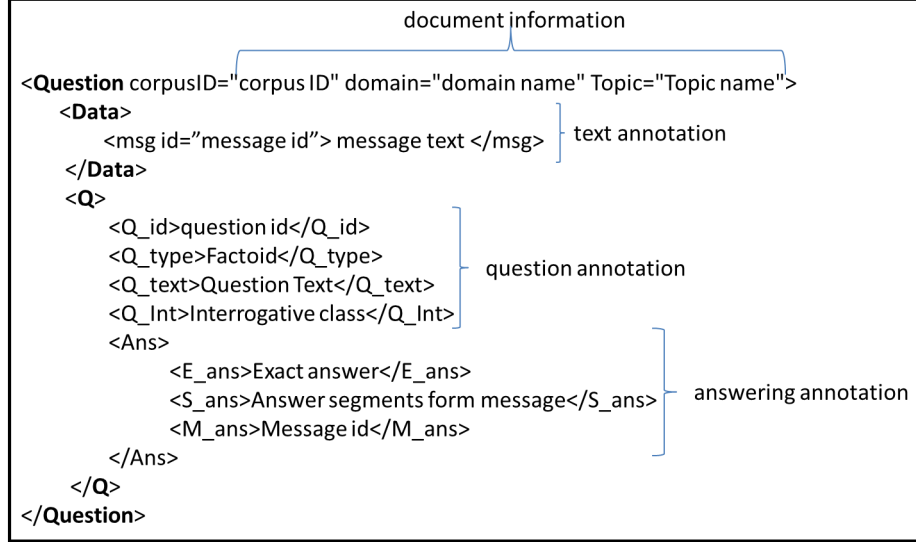 document information
<Question corpusID="corpus ID" domain="domain name" Topic="Topic name">
<Data>
<msg id=”message id”> message text </msg>
text annotation
</Data>
<Q>
<Q_id>question id</Q_id>
<Q_type>Factoid</Q_type>
<Q_text>Question Text</Q_text>
question annotation
<Q_Int>Interrogative class</Q_Int>
<Ans>
<E_ans>Exact answer</E_ans>
<S_ans>Answer segments form message</S_ans>
answering annotation
<M_ans>Message id</M_ans>
</Ans>
</Q>
</Question>